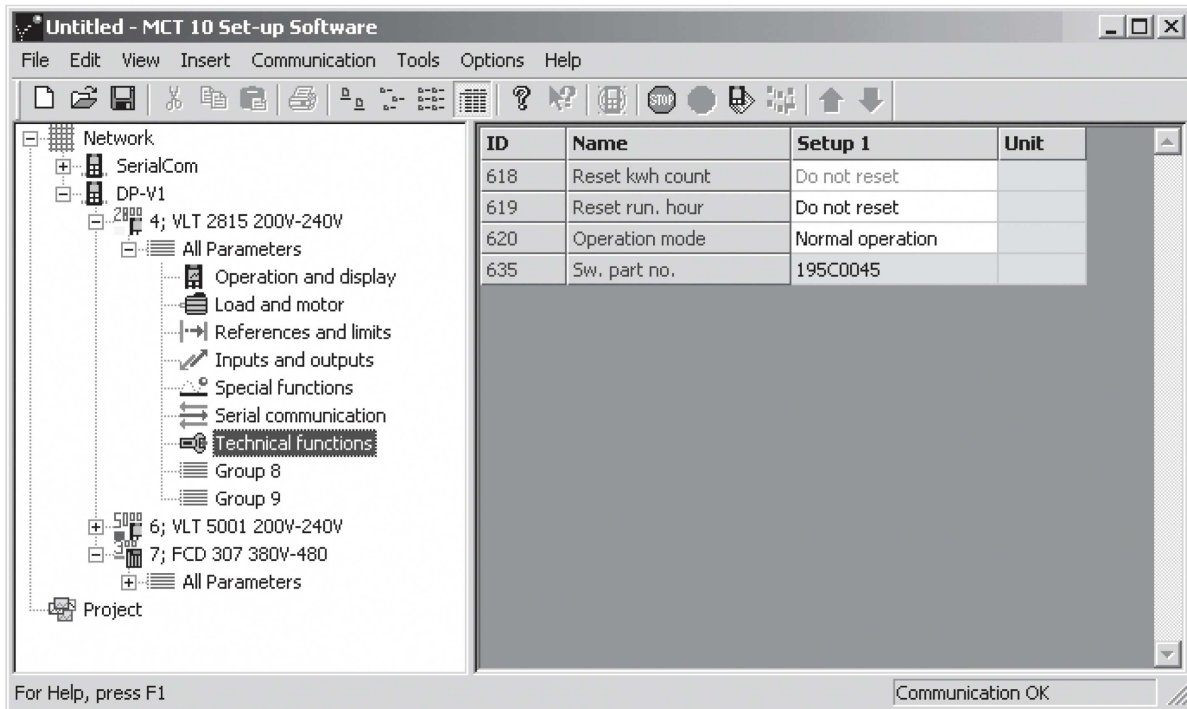 Untitled - MCT 10 Set-up Software
File Edit View Insert Communication Tools Options Help
STOP
Network
SerialCom
DP-V1
2800 4; VLT 2815 200V-240V
All Parameters
Operation and display
Load and motor
References and limits
Inputs and outputs
Special functions
Serial communication
Technical functions
Group 8
Group 9
5000 6; VLT 5001 200V-240V
7; FCD 307 380V-480
All Parameters
Project
ID Name Setup 1 Unit
618 Reset kwh count Do not reset
619 Reset run. hour Do not reset
620 Operation mode Normal operation
635 Sw. part no. 195C0045
For Help, press F1 Communication OK